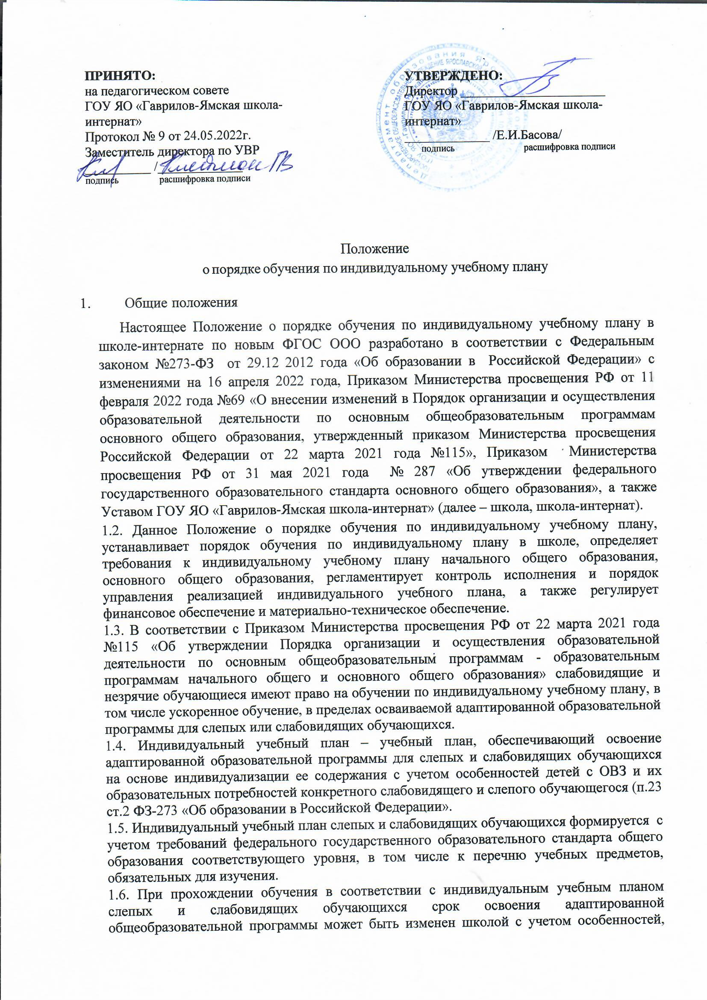 ПРИНЯТО:
на педагогическом совете
ГОУ ЯО «Гаврилов-Ямская школа-
интернат»
Протокол № 9 от 24.05.2022г.
Заместитель директора по УВР
/
подпись расшифровка подписи
УТВЕРЖДЕНО:
Директор
ГОУ ЯО «Гаврилов-Ямская школа-
интернат»
/Е.И.Басова/
подпись расшифровка подписи
Положение
о порядке обучения по индивидуальному учебному плану
1. Общие положения
Настоящее Положение о порядке обучения по индивидуальному учебному плану в
школе-интернате по новым ФГОС ООО разработано в соответствии с Федеральным
законом №273-ФЗ от 29.12 2012 года «Об образовании в Российской Федерации» с
изменениями на 16 апреля 2022 года, Приказом Министерства просвещения РФ от 11
февраля 2022 года №69 «О внесении изменений в Порядок организации и осуществления
образовательной деятельности по основным общеобразовательным программам
основного общего образования, утвержденный приказом Министерства просвещения
Российской Федерации от 22 марта 2021 года №115», Приказом Министерства
просвещения РФ от 31 мая 2021 года № 287 «Об утверждении федерального
государственного образовательного стандарта основного общего образования», а также
Уставом ГОУ ЯО «Гаврилов-Ямская школа-интернат» (далее – школа, школа-интернат).
1.2. Данное Положение о порядке обучения по индивидуальному учебному плану,
устанавливает порядок обучения по индивидуальному плану в школе, определяет
требования к индивидуальному учебному плану начального общего образования,
основного общего образования, регламентирует контроль исполнения и порядок
управления реализацией индивидуального учебного плана, а также регулирует
финансовое обеспечение и материально-техническое обеспечение.
1.3. В соответствии с Приказом Министерства просвещения РФ от 22 марта 2021 года
№115 «Об утверждении Порядка организации и осуществления образовательной
деятельности по основным общеобразовательным программам - образовательным
программам начального общего и основного общего образования» слабовидящие и
незрячие обучающиеся имеют право на обучении по индивидуальному учебному плану, в
том числе ускоренное обучение, в пределах осваиваемой адаптированной образовательной
программы для слепых или слабовидящих обучающихся.
1.4. Индивидуальный учебный план – учебный план, обеспечивающий освоение
адаптированной образовательной программы для слепых и слабовидящих обучающихся
на основе индивидуализации ее содержания с учетом особенностей детей с ОВЗ и их
образовательных потребностей конкретного слабовидящего и слепого обучающегося (п.23
ст.2 ФЗ-273 «Об образовании в Российской Федерации».
1.5. Индивидуальный учебный план слепых и слабовидящих обучающихся формируется с
учетом требований федерального государственного образовательного стандарта общего
образования соответствующего уровня, в том числе к перечню учебных предметов,
обязательных для изучения.
1.6. При прохождении обучения в соответствии с индивидуальным учебным планом
слепых и слабовидящих обучающихся срок освоения адаптированной
общеобразовательной программы может быть изменен школой с учетом особенностей,